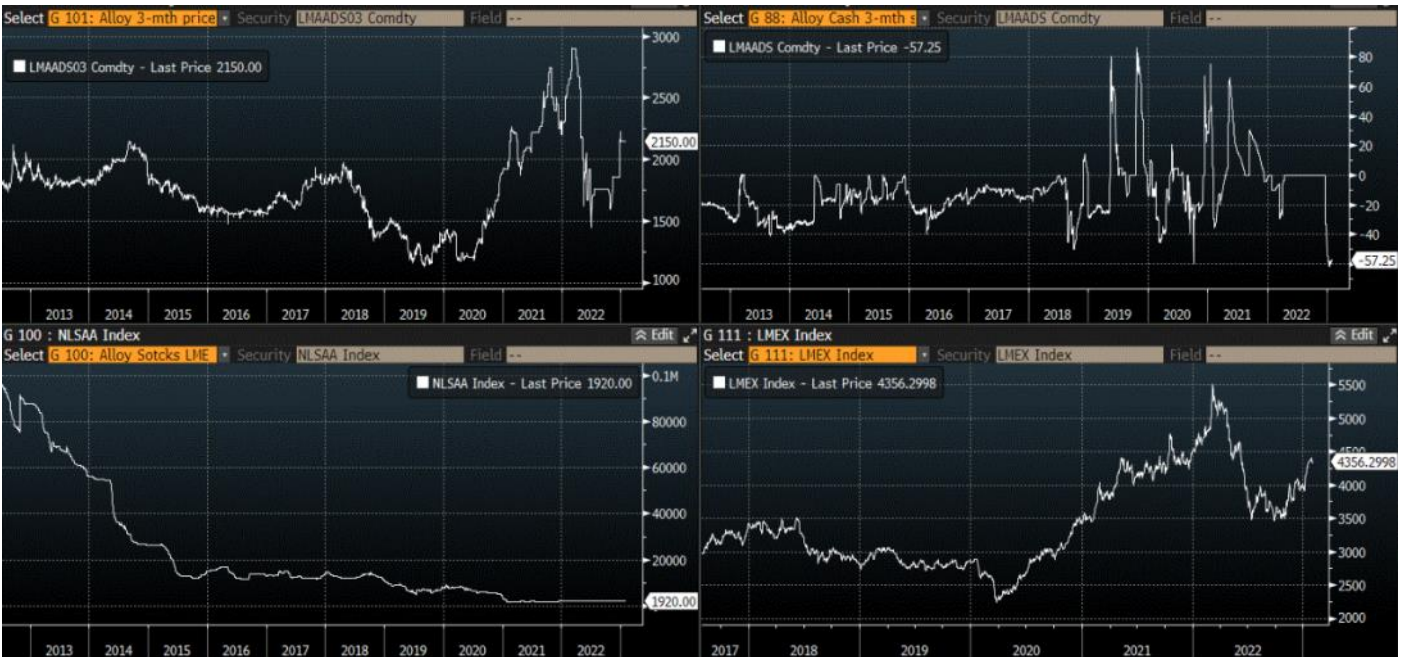 Select G 101: Alloy 3-mth price Security LMAADS03 Comdty Field --
LMAADS03 Comdty - Last Price 2150.00
3000
2500
2150.00
2000
1500
1000
2013 2014 2015 2016 2017 2018 2019 2020 2021 2022
Select G 88: Alloy Cash 3-mth s Security LMAADS Comdty Field --
LMAADS Comdty - Last Price -57.25
80
60
40
20
0
-20
-40
-57.25
2013 2014 2015 2016 2017 2018 2019 2020 2021 2022
G 100 : NLSAA Index Edit
Select G 100: Alloy Sotcks LME Security NLSAA Index Field --
NLSAA Index - Last Price 1920.00
0.1M
80000
60000
40000
20000
1920.00
2013 2014 2015 2016 2017 2018 2019 2020 2021 2022
G 111 : LMEX Index Edit
Select G 111: LMEX Index Security LMEX Index Field --
LMEX Index - Last Price 4356.2998
5500
5000
4500
4356.2998
4000
3500
3000
2500
2000
2017 2018 2019 2020 2021 2022